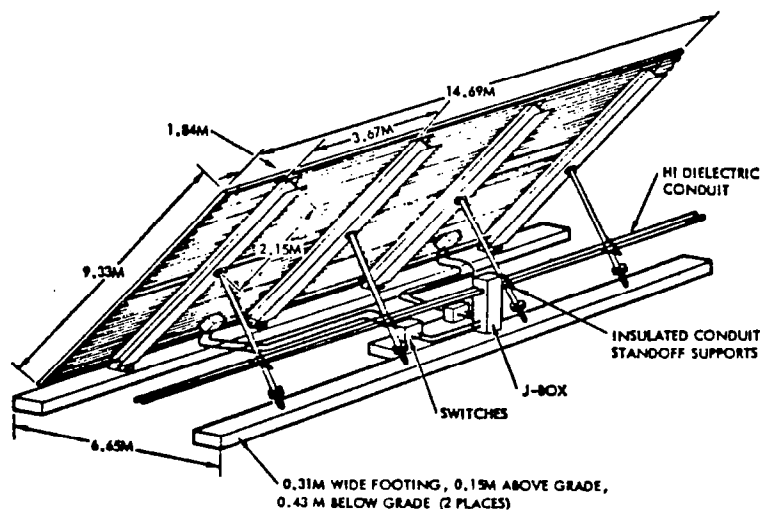 14.69M
1.84M
3.67M
HI DIELECTRIC
CONDUIT
9.33M
2.15M
INSULATED CONDUIT
STANDOFF SUPPORTS
J-BOX
SWITCHES
6.65M
0.31M WIDE FOOTING, 0.15M ABOVE GRADE,
0.43 M BELOW GRADE (2 PLACES)